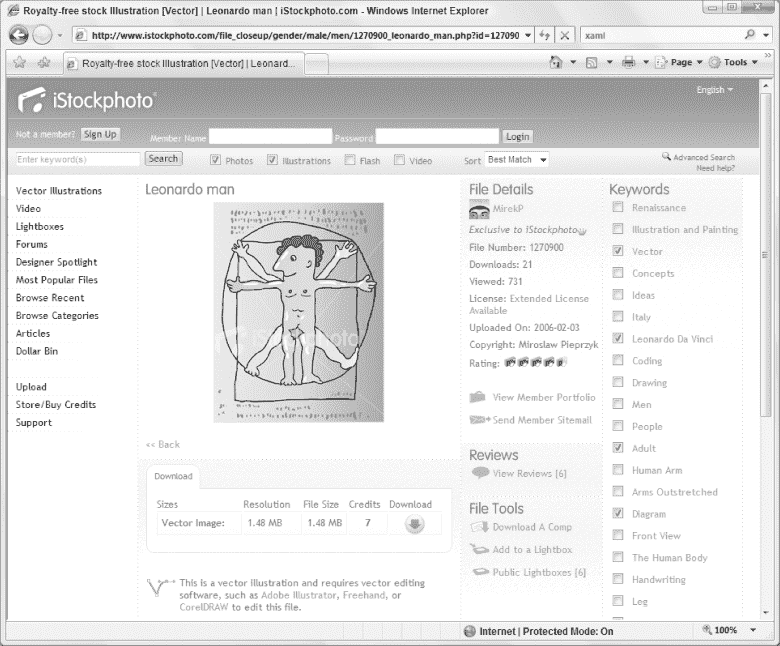 Royalty-free stock Illustration [Vector] | Leonardo man ¦ iStockphoto.com - Windows Internet Explorer
http://www.istockphoto.com/file_closeup/gender/male/men/1270900_leonardo_man.php?id=127090
xaml
Royalty-free stock Illustration [Vector] | Leonard...
Page
Tools
iStockphoto
English
Not a member? Sign Up Member Name Password Login
Enter keyword(s) Search Photos Illustrations Flash Video Sort Best Match
Advanced Search
Need help?
Vector Illustrations
Video
Lightboxes
Forums
Designer Spotlight
Most Popular Files
Browse Recent
Browse Categories
Articles
Dollar Bin
Upload
Store/Buy Credits
Support
Leonardo man
iStockphoto
<< Back
Download
Sizes Resolution File Size Credits Download
Vector Image: 1.48 MB 1.48 MB 7
This is a vector Illustration and requires vector editing
software, such as Adobe Illustrator, Freehand, or
CorelDRAW to edit this file.
File Details
MirekP
Exclusive to iStockphoto
File Number: 1270900
Downloads: 21
Viewed: 731
License: Extended License
Available
Uploaded On: 2006-02-03
Copyright: Miroslaw Pieprzyk
Rating:
View Member Portfolio
Send Member Sitemail
Reviews
View Reviews [6]
File Tools
Download A Comp
Add to a Lightbox
Public Lightboxes [6]
Keywords
Renaissance
Illustration and Painting
Vector
Concepts
Ideas
Italy
Leonardo Da Vinci
Coding
Drawing
Men
People
Adult
Human Arm
Arms Outstretched
Diagram
Front View
The Human Body
Handwriting
Leg
Internet | Protected Mode: On
100%